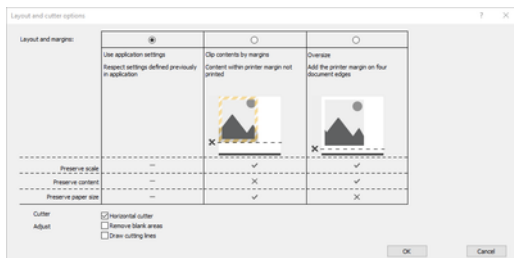 Layout and cutter options
Layout and margins:
Use application settings
Respect settings defined previously
in application
Clip contents by margins
Content within printer margin not
printed
Oversize
Add the printer margin on four
document edges
Preserve scale
Preserve content
Preserve paper size
Cutter
Horizontal cutter
Adjust
Remove blank areas
Draw cutting lines
OK
Cancel